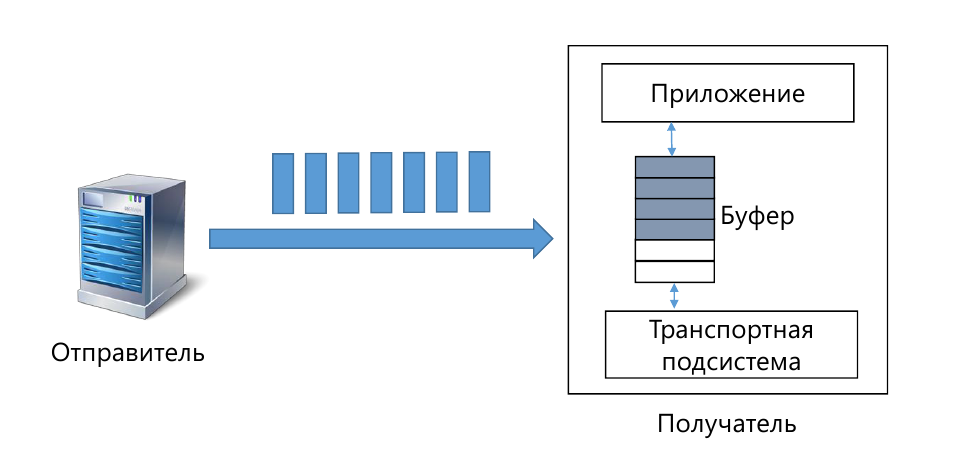 Приложение
Буфер
Транспортная
подсистема
Отправитель
Получатель